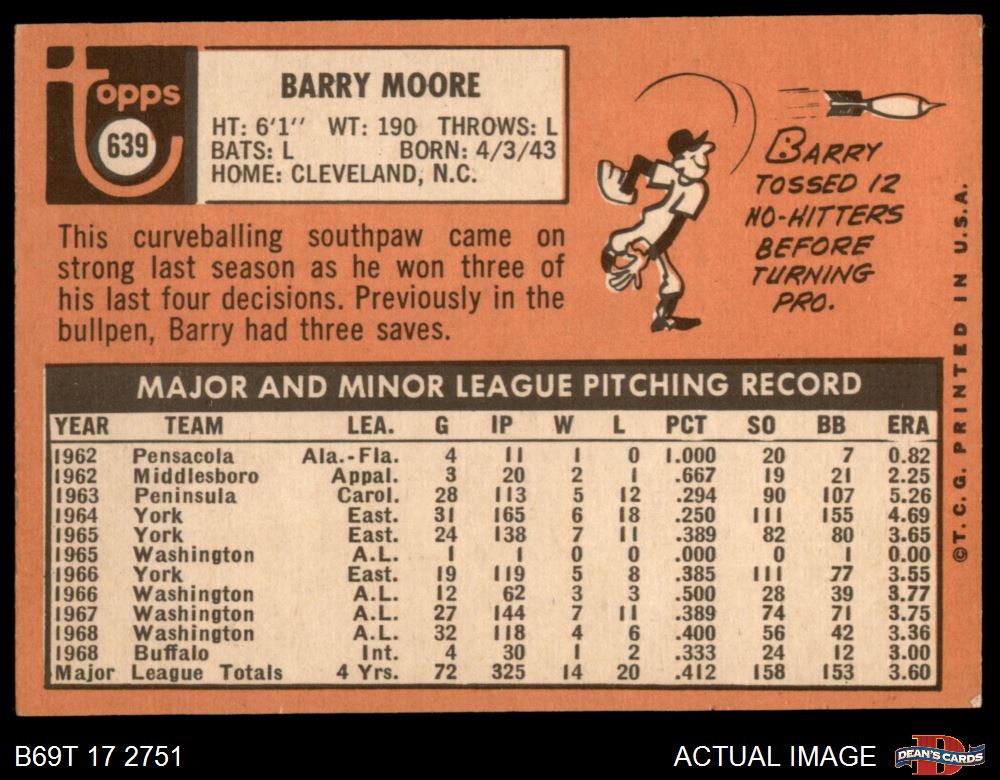 topps
639
BARRY MOORE
HT: 6'1'' WT: 190 THROWS: L
BATS: L BORN: 4/3/43
HOME: CLEVELAND, N.C.
This curveballing southpaw came on
strong last season as he won three of
his last four decisions. Previously in the
bullpen, Barry had three saves.
BARRY
TOSSED 12
NO-HITTERS
BEFORE
TURNING
PRO.
MAJOR AND MINOR LEAGUE PITCHING RECORD
YEAR TEAM LEA. G IP W L PCT SO BB ERA
1962 Pensacola Ala.-Fla. 4 11 1 0 1.000 20 7 0.82
1962 Middlesboro Appal. 3 20 2 1 .667 19 21 2.25
1963 Peninsula Carol. 28 113 5 12 .294 90 107 5.26
1964 York East. 31 165 6 18 .250 111 155 4.69
1965 York East. 24 138 7 11 .389 82 80 3.65
1965 Washington A.L. 1 1 0 0 .000 0 1 0.00
1966 York East. 19 119 5 8 .385 111 77 3.55
1966 Washington A.L. 12 62 3 3 .500 28 39 3.77
1967 Washington A.L. 27 144 7 11 .389 74 71 3.75
1968 Washington A.L. 32 118 4 6 .400 56 42 3.36
1968 Buffalo Int. 4 30 1 2 .333 24 12 3.00
Major League Totals 4 Yrs. 72 325 14 20 .412 158 153 3.60
©T. C. G. PRINTED IN U.S.A.
B69T 17 2751
ACTUAL IMAGE
DEAN'S CARDS